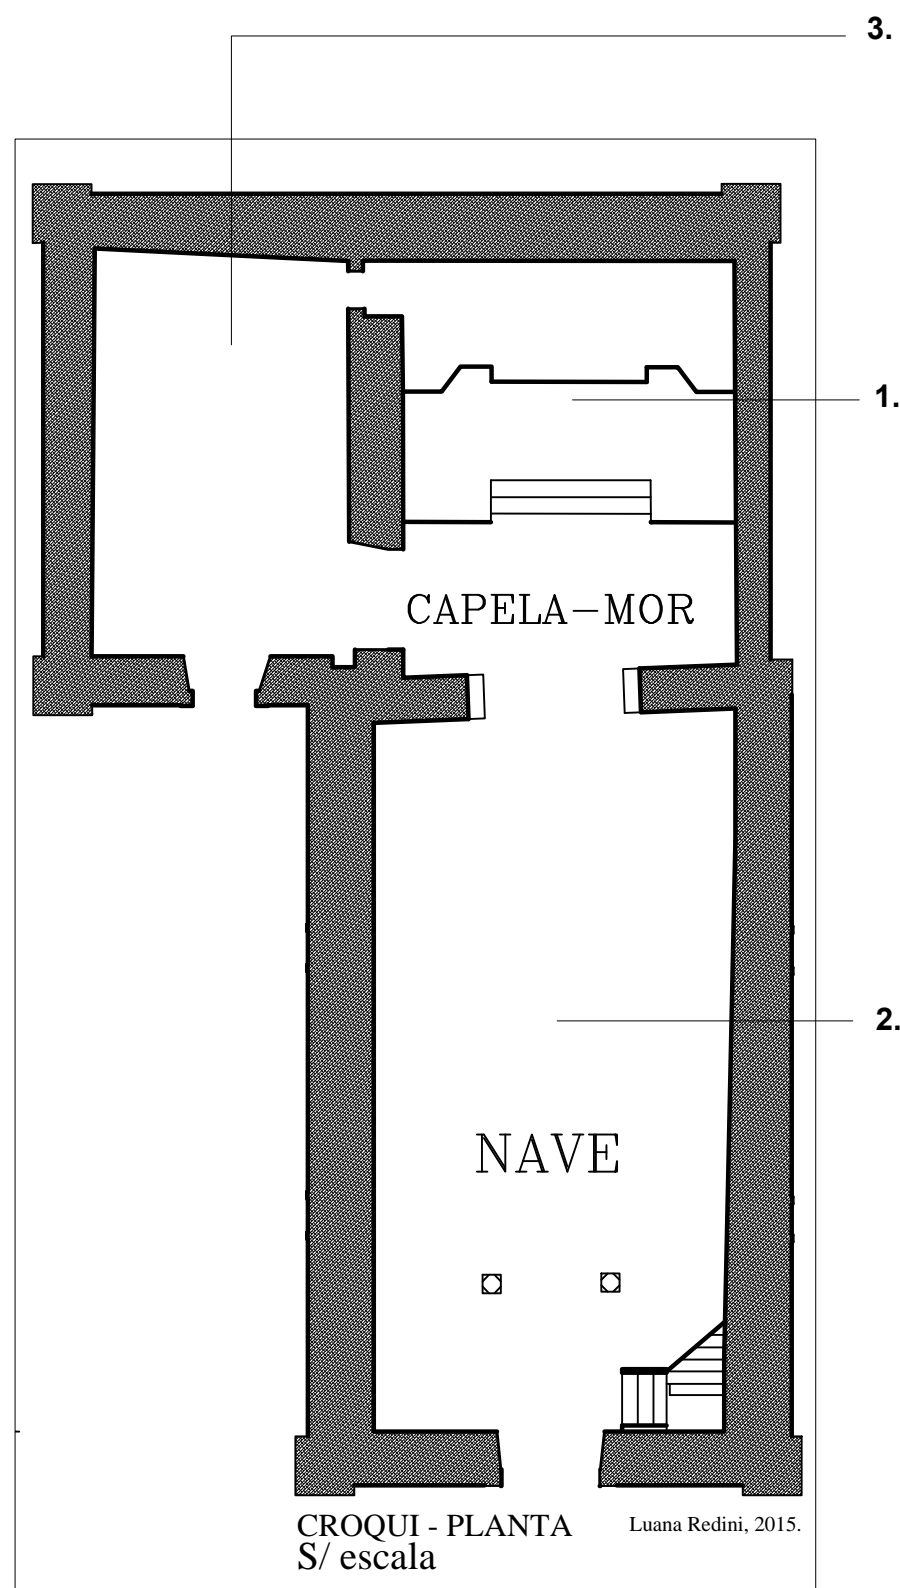 3.
1.
CAPELA-MOR
2.
NAVE
CROQUI - PLANTA
S/ escala
Luana Redini, 2015.